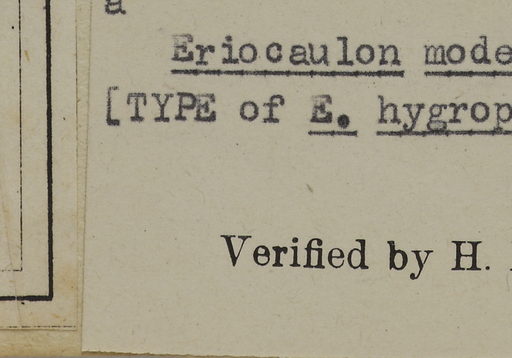 a
Eriocaulon mode
[TYPE of E. hygrop
Verified by H.